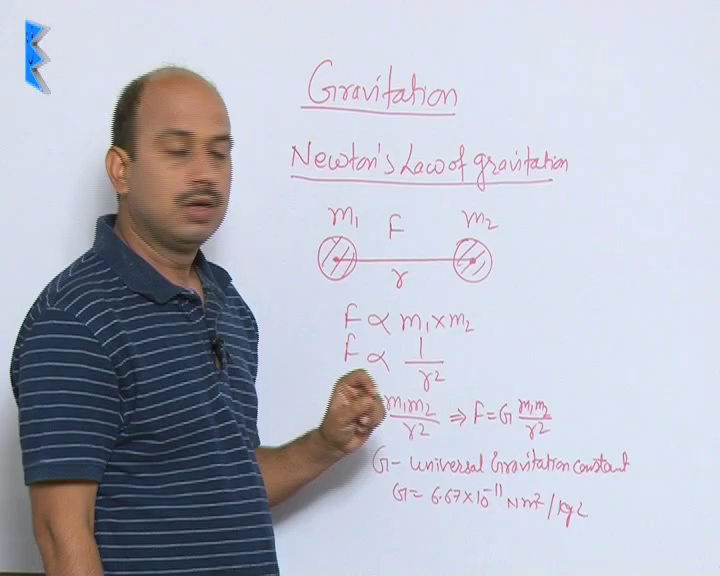 Gravitation
Newton's Law of gravitation
m₁ F m₂
r
F ∝ m₁ × m₂
F ∝ 1/r²
m₁m₂/r² ⇒ F = G m₁m₂/r²
G – universal Gravitation constant
G = 6.67 × 10⁻¹¹ Nm²/kg2